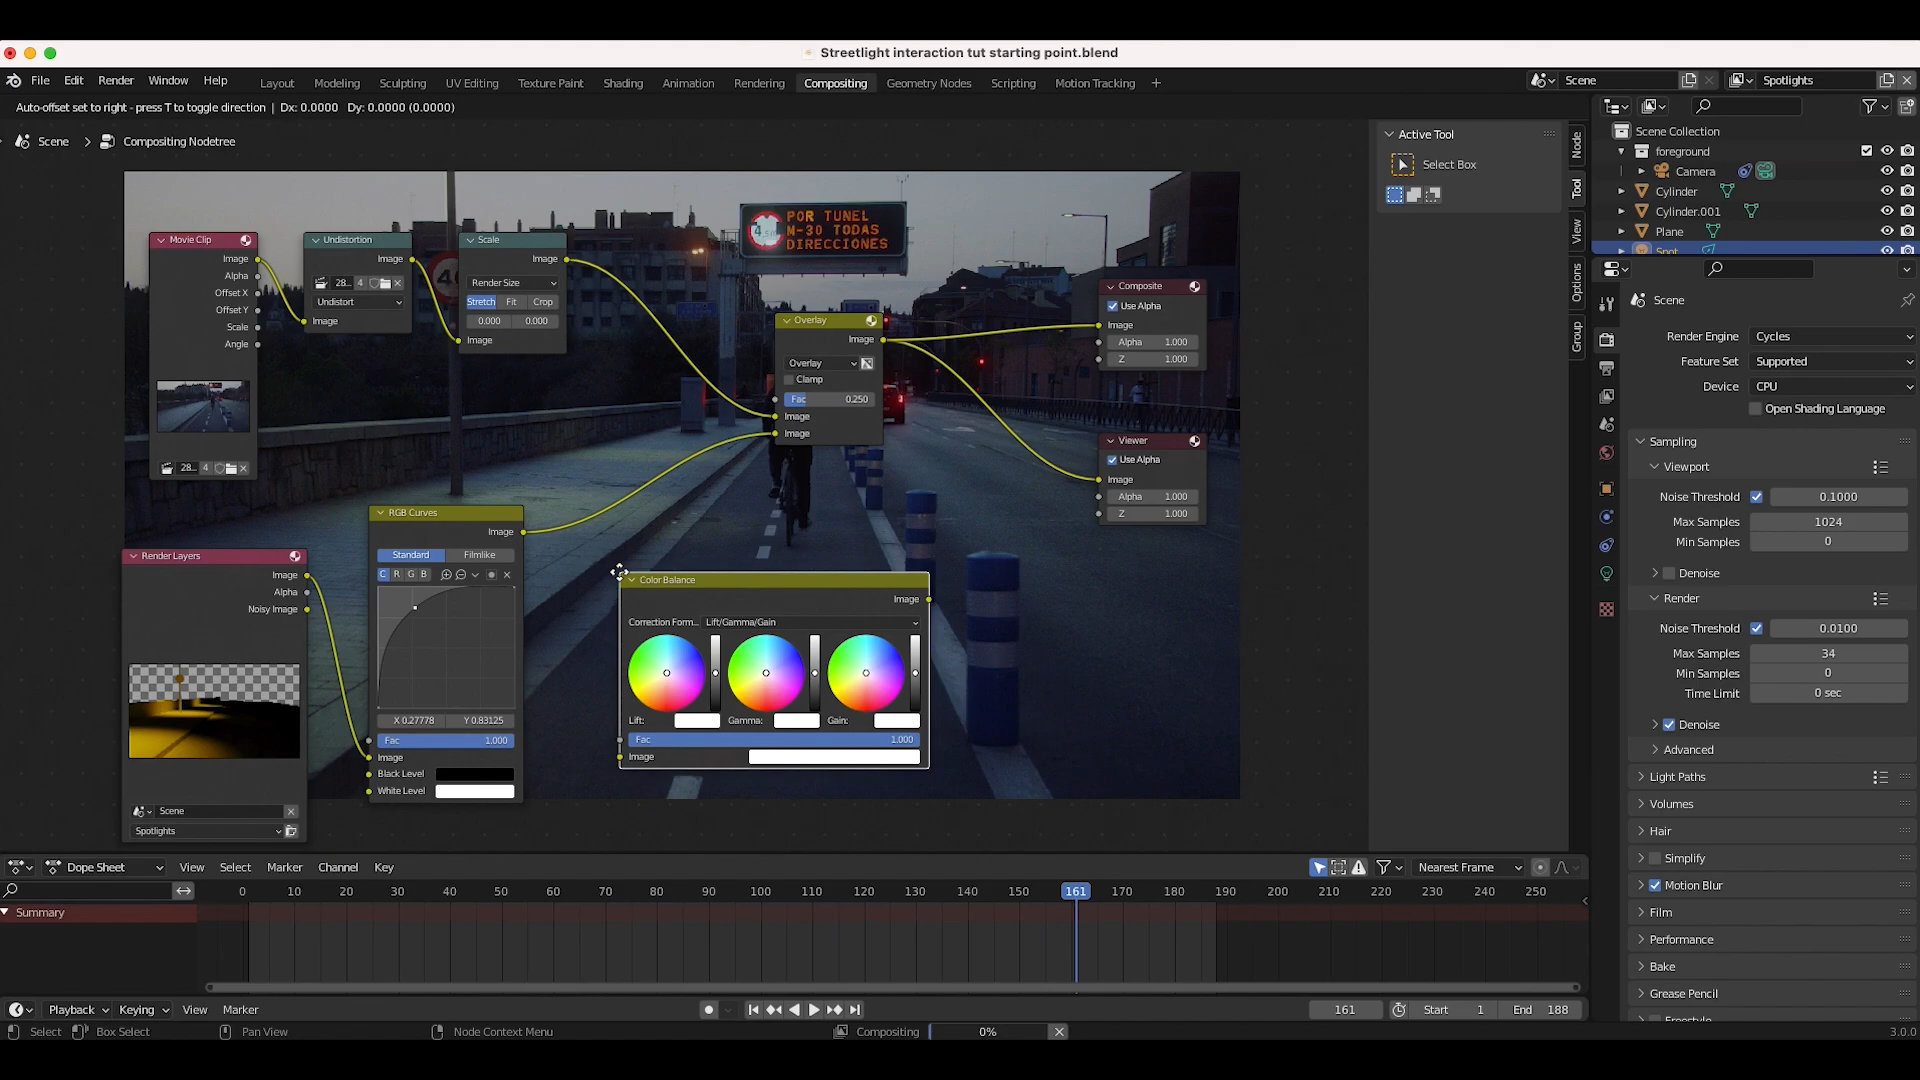 Streetlight interaction tut starting point.blend
File Edit Render Window Help
Layout Modeling Sculpting UV Editing Texture Paint Shading Animation Rendering Compositing Geometry Nodes Scripting Motion Tracking +
Scene
Spotlights
Auto-offset set to right - press T to toggle direction | Dx: 0.0000 Dy: 0.0000 (0.0000)
Scene > Compositing Nodetree
Active Tool
Select Box
Node
Tool
View
Options
Group
Scene Collection
foreground
Camera
Cylinder
Cylinder.001
Plane
Spot
POR TUNEL
M-30 TODAS
DIRECCIONES
Movie Clip
Image
Alpha
Offset X
Offset Y
Scale
Angle
28... 4
Undistortion
Image
28... 4
Undistort
Image
Scale
Image
Render Size
Stretch Fit Crop
0.000 0.000
Image
Overlay
Image
Overlay
Clamp
Fac 0.250
Image
Image
Composite
Use Alpha
Image
Alpha 1.000
Z 1.000
Viewer
Use Alpha
Image
Alpha 1.000
Z 1.000
Render Layers
Image
Alpha
Noisy Image
Scene
Spotlights
RGB Curves
Image
Standard Filmlike
C R G B
X 0.27778 Y 0.83125
Fac 1.000
Image
Black Level
White Level
Color Balance
Image
Correction Form... Lift/Gamma/Gain
Lift: Gamma: Gain:
Fac 1.000
Image
Scene
Render Engine Cycles
Feature Set Supported
Device CPU
Open Shading Language
Sampling
Viewport
Noise Threshold 0.1000
Max Samples 1024
Min Samples 0
Denoise
Render
Noise Threshold 0.0100
Max Samples 34
Min Samples 0
Time Limit 0 sec
Denoise
Advanced
Light Paths
Volumes
Hair
Simplify
Motion Blur
Film
Performance
Bake
Grease Pencil
Freestyle
Dope Sheet View Select Marker Channel Key
Nearest Frame
0 10 20 30 40 50 60 70 80 90 100 110 120 130 140 150 161 170 180 190 200 210 220 230 240 250
Summary
Playback Keying View Marker
161 Start 1 End 188
Select Box Select Pan View Node Context Menu Compositing 0% 3.0.0